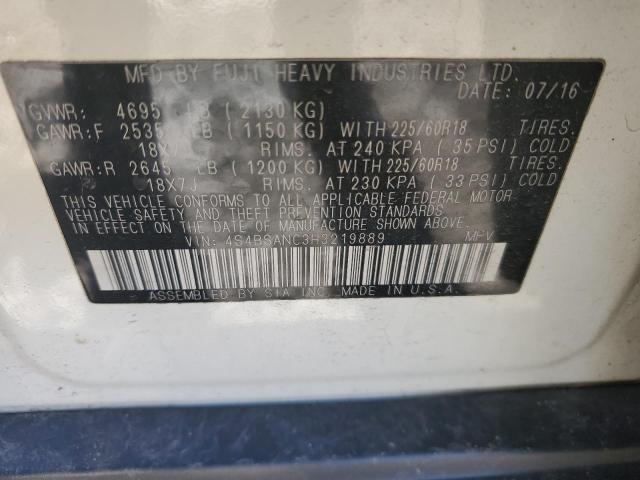 MFD BY FUJI HEAVY INDUSTRIES LTD.
DATE: 07/16
GVWR: 4695 LB ( 2130 KG)
GAWR:F 2535 LB ( 1150 KG) WITH 225/60R18 TIRES.
18X7J RIMS. AT 240 KPA ( 35 PSI) COLD
GAWR:R 2645 LB ( 1200 KG) WITH 225/60R18 TIRES.
18X7J RIMS. AT 230 KPA ( 33 PSI) COLD
THIS VEHICLE CONFORMS TO ALL APPLICABLE FEDERAL MOTOR
VEHICLE SAFETY AND THEFT PREVENTION STANDARDS
IN EFFECT ON THE DATE OF MANUFACTURE SHOWN ABOVE.
VIN: 4S4BSANC3H3219889 MPV
ASSEMBLED BY SIA INC. MADE IN U.S.A.